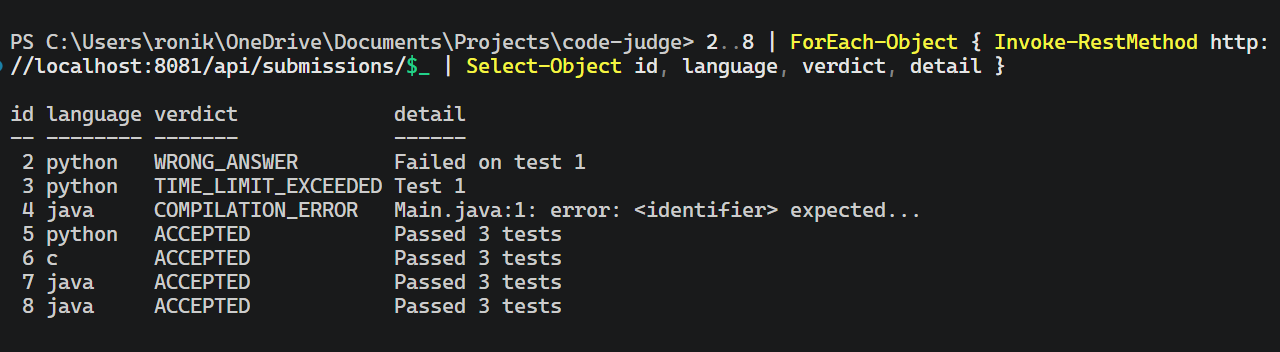 PS C:\Users\ronik\OneDrive\Documents\Projects\code-judge> 2..8 | ForEach-Object { Invoke-RestMethod http:
//localhost:8081/api/submissions/$_ | Select-Object id, language, verdict, detail }
id language verdict             detail
-- -------- -------             ------
 2 python   WRONG_ANSWER        Failed on test 1
 3 python   TIME_LIMIT_EXCEEDED Test 1
 4 java     COMPILATION_ERROR   Main.java:1: error: <identifier> expected...
 5 python   ACCEPTED            Passed 3 tests
 6 c        ACCEPTED            Passed 3 tests
 7 java     ACCEPTED            Passed 3 tests
 8 java     ACCEPTED            Passed 3 tests